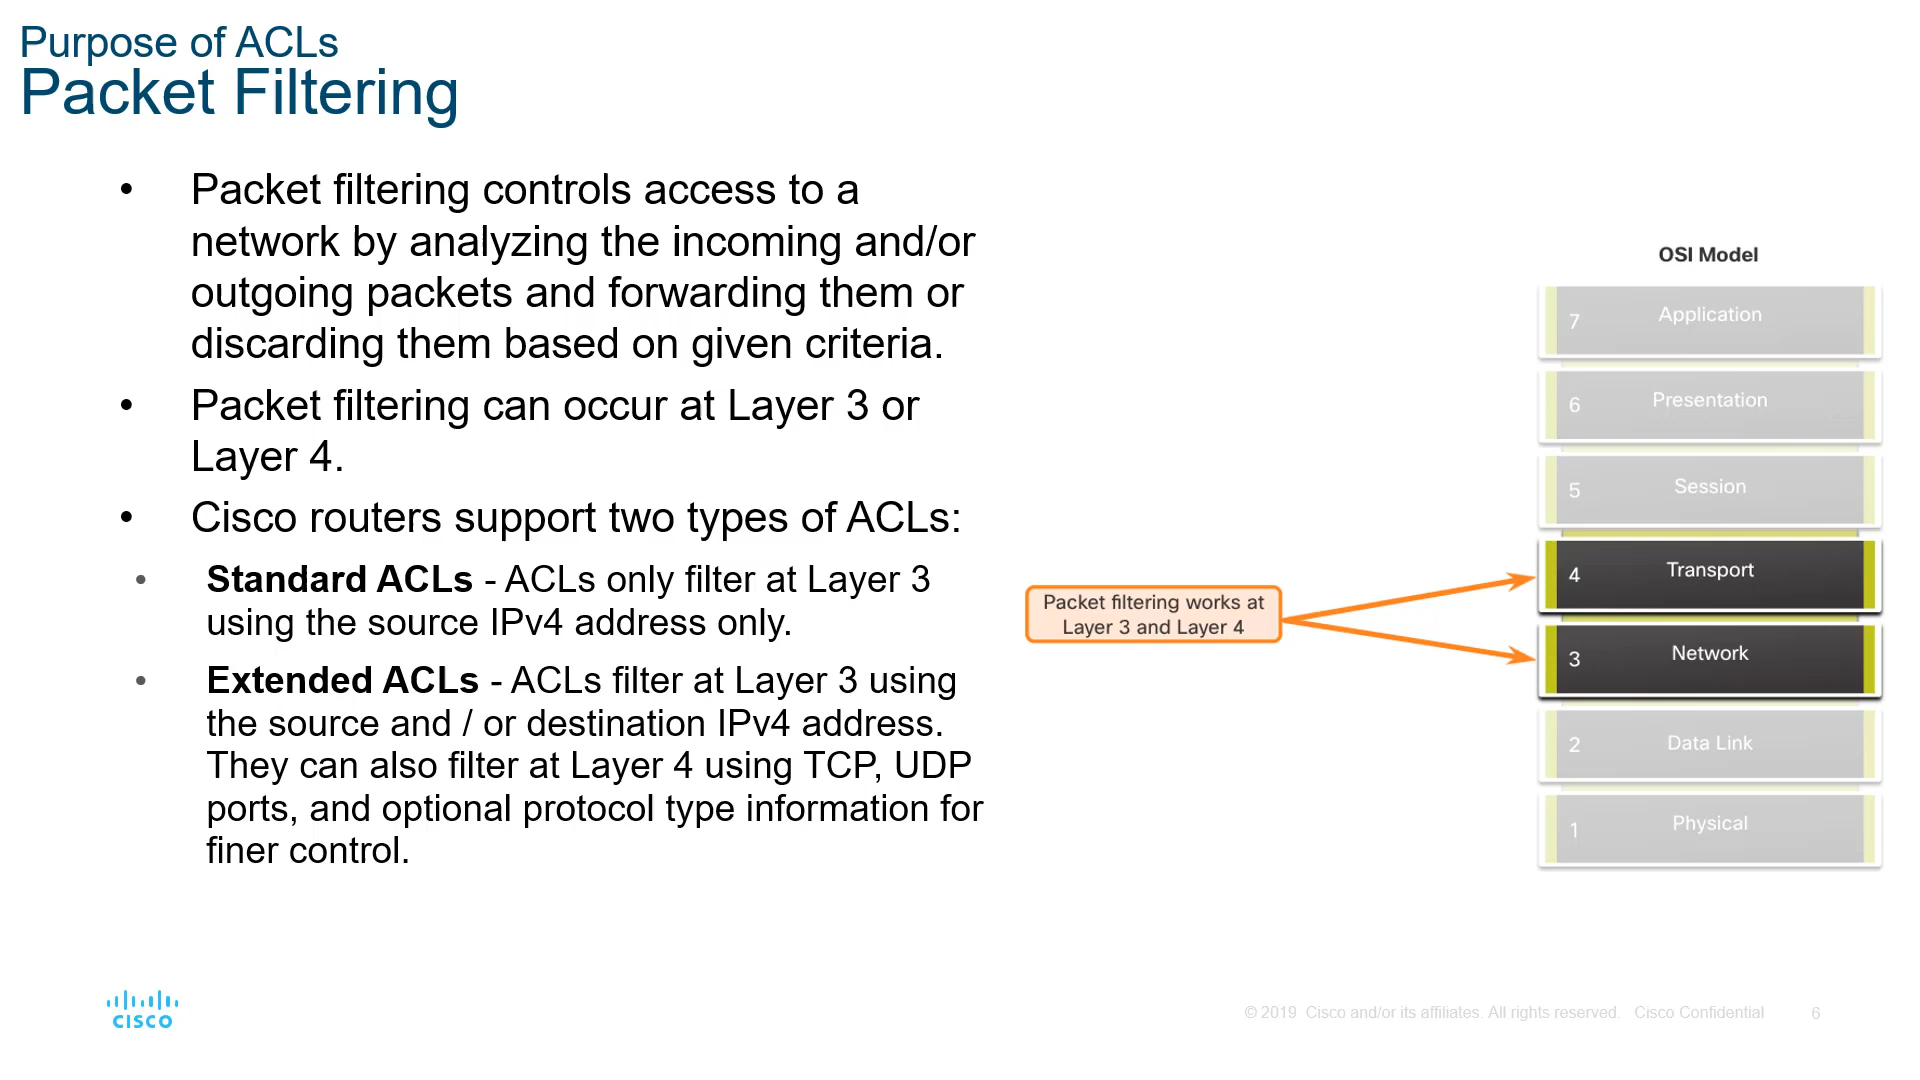 Purpose of ACLs
Packet Filtering
• Packet filtering controls access to a
network by analyzing the incoming and/or
outgoing packets and forwarding them or
discarding them based on given criteria.
• Packet filtering can occur at Layer 3 or
Layer 4.
• Cisco routers support two types of ACLs:
• Standard ACLs - ACLs only filter at Layer 3
using the source IPv4 address only.
• Extended ACLs - ACLs filter at Layer 3 using
the source and / or destination IPv4 address.
They can also filter at Layer 4 using TCP, UDP
ports, and optional protocol type information for
finer control.
Packet filtering works at
Layer 3 and Layer 4
OSI Model
7 Application
6 Presentation
5 Session
4 Transport
3 Network
2 Data Link
1 Physical
CISCO
© 2019 Cisco and/or its affiliates. All rights reserved. Cisco Confidential 6